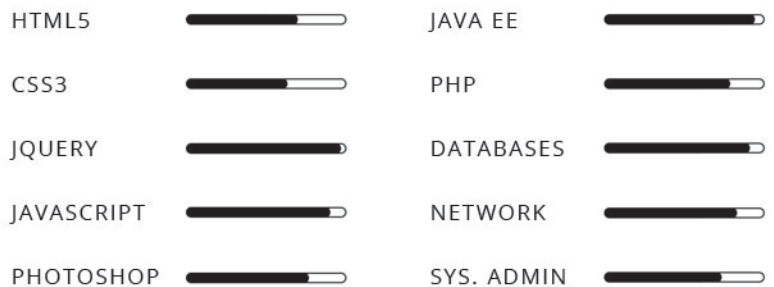 HTML5
CSS3
JQUERY
JAVASCRIPT
PHOTOSHOP
JAVA EE
PHP
DATABASES
NETWORK
SYS. ADMIN